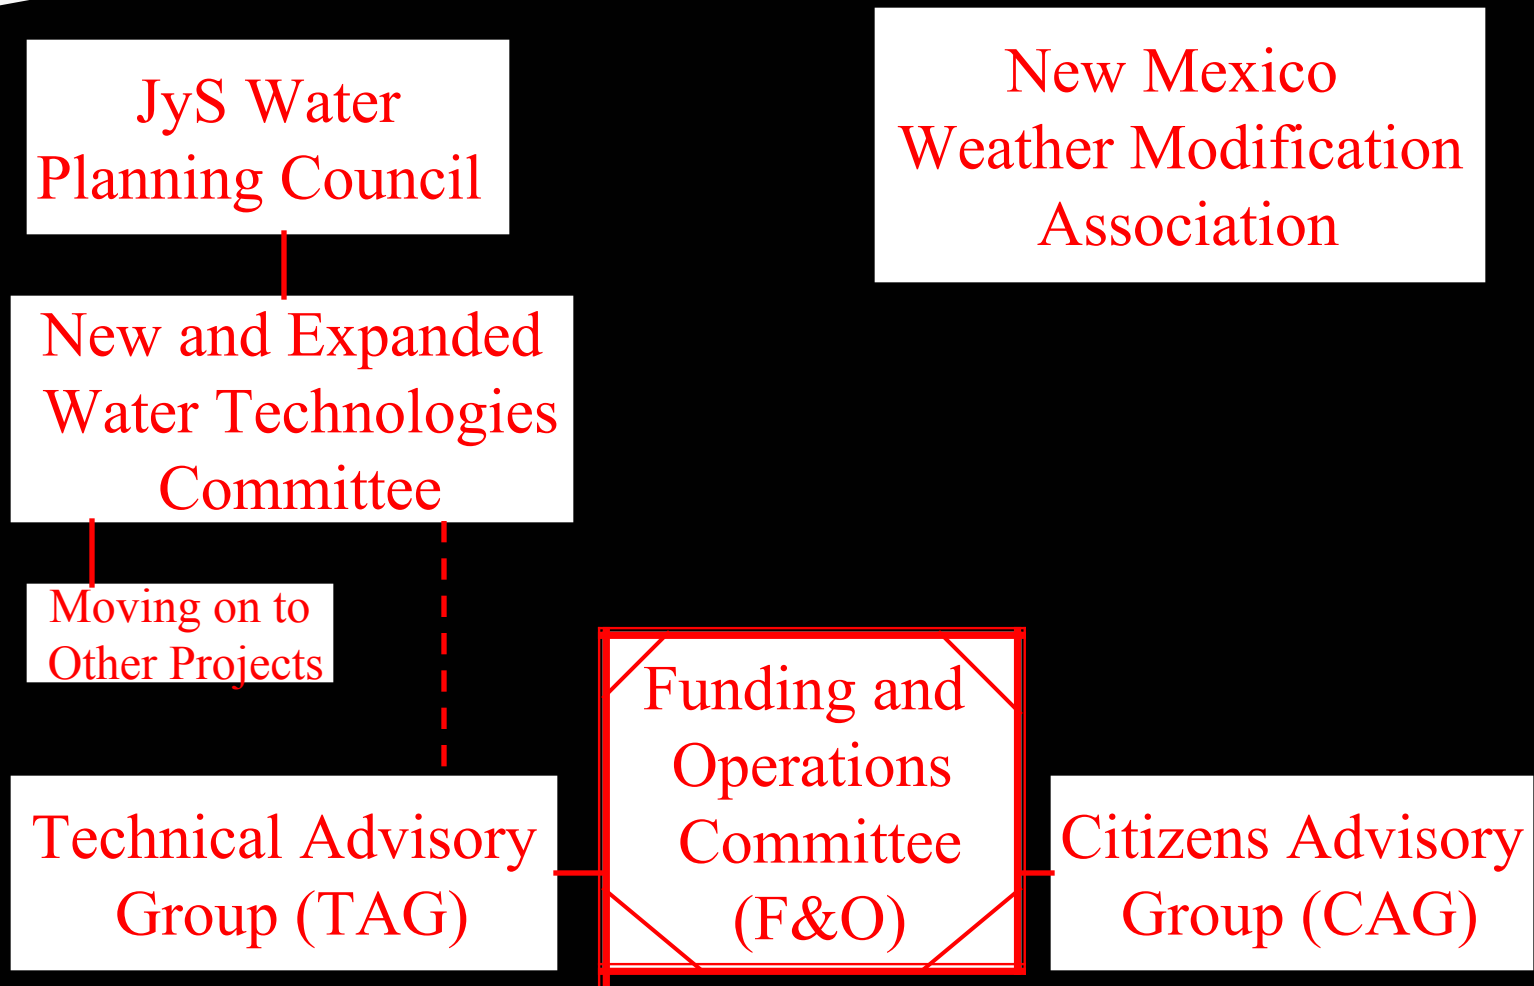 JyS Water
Planning Council
New Mexico
Weather Modification
Association
New and Expanded
Water Technologies
Committee
Moving on to
Other Projects
Funding and
Operations
Committee
(F&O)
Technical Advisory
Group (TAG)
Citizens Advisory
Group (CAG)